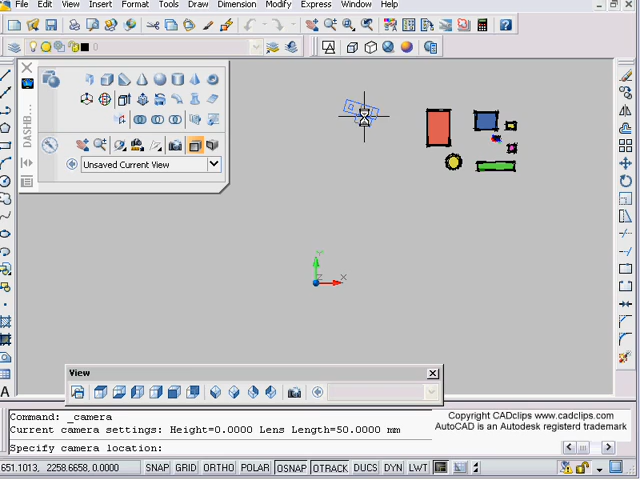 File Edit View Insert Format Tools Draw Dimension Modify Express Window Help
0
DASHB...
Unsaved Current View
Y
Z
X
View
Command: _camera
Current camera settings: Height=0.0000 Lens Length=50.0000 mm
Specify camera location:
Copyright CADclips www.cadclips.com
AutoCAD is an Autodesk registerd trademark
651.1013, 2258.6658, 0.0000 SNAP GRID ORTHO POLAR OSNAP OTRACK DUCS DYN LWT